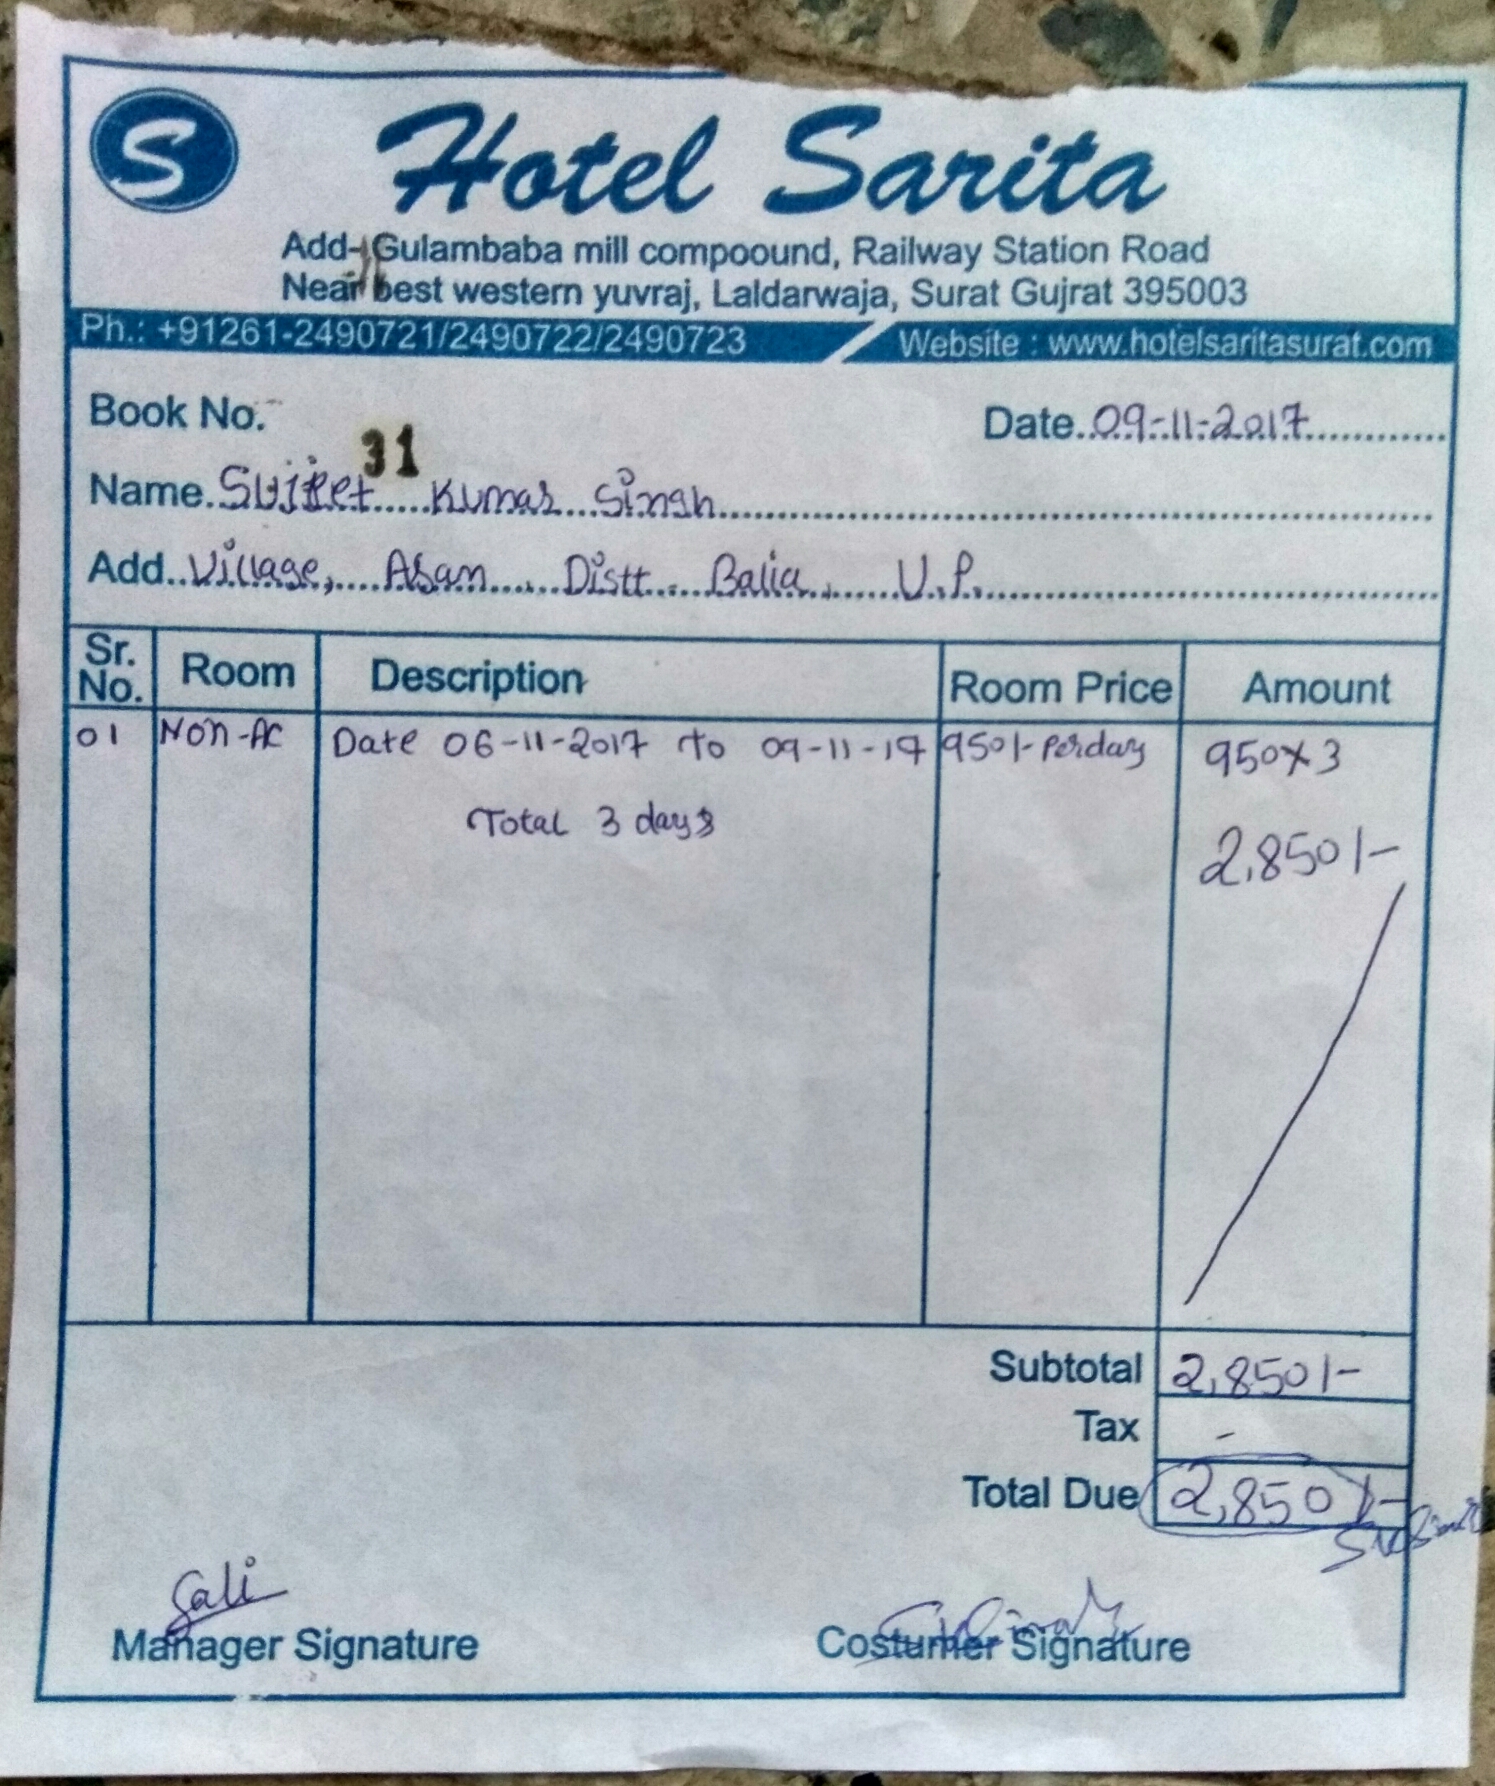 S Hotel Sarita
Add- Gulambaba mill compoound, Railway Station Road
Near best western yuvraj, Laldarwaja, Surat Gujrat 395003
Ph.: +91261-2490721/2490722/2490723 Website : www.hotelsaritasurat.com
Book No. 31 Date 09-11-2017
Name. Sujeet Kumar Singh
Add.. Village, Asan Distt Balia, U.P.
Sr. No. Room Description Room Price Amount
01 Non-AC Date 06-11-2017 To 09-11-17 950/- Perday 950x3
Total 3 days
2,850/-
Subtotal 2,850/-
Tax -
Total Due 2,850/-
Manager Signature Costumer Signature